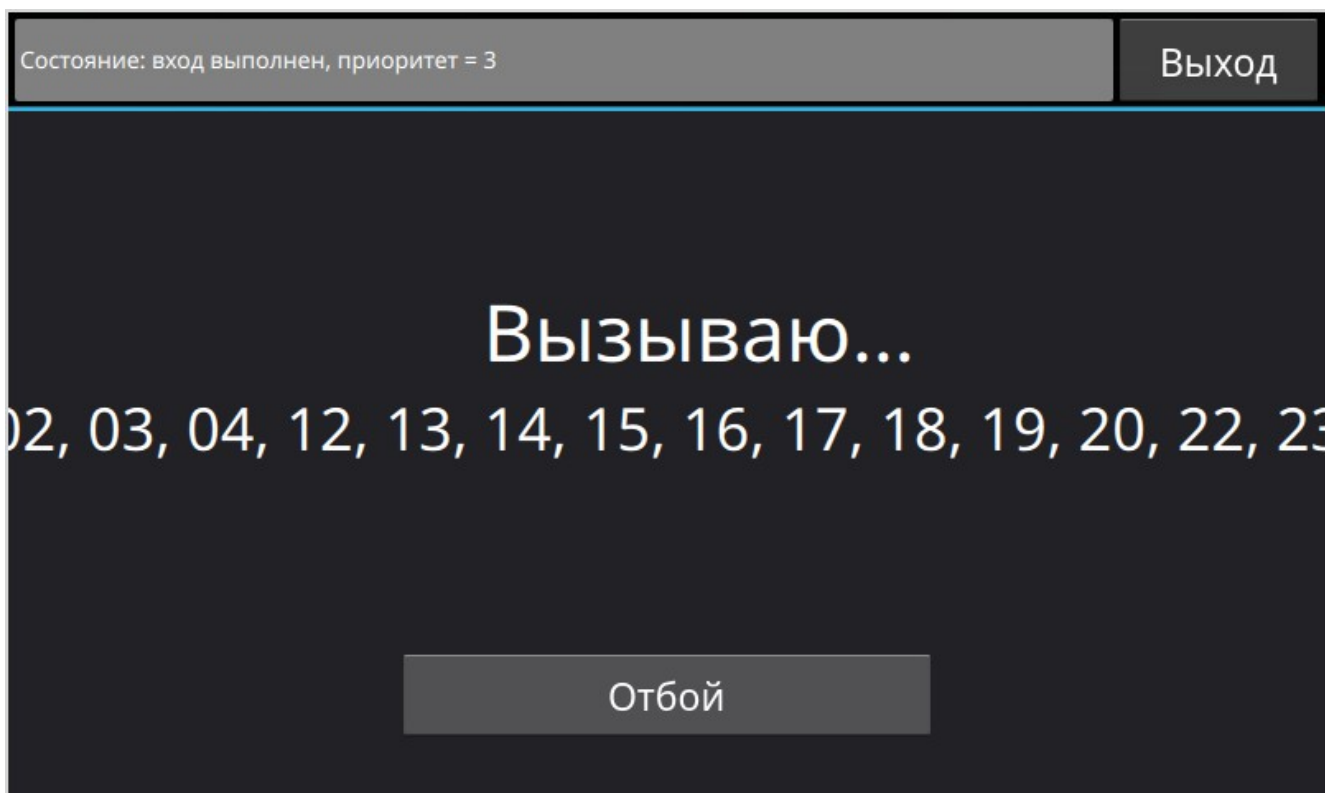 Состояние: вход выполнен, приоритет = 3
Выход
Вызываю...
02, 03, 04, 12, 13, 14, 15, 16, 17, 18, 19, 20, 22, 23
Отбой